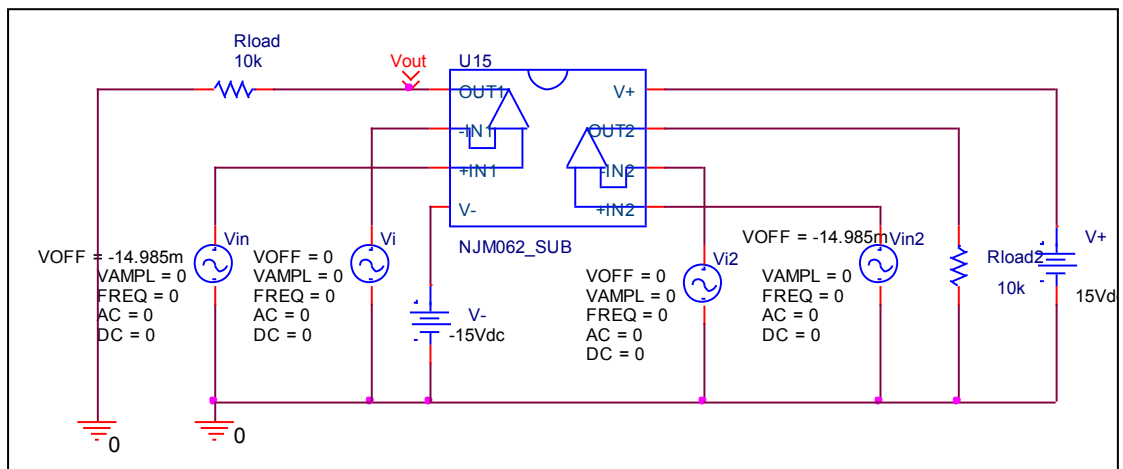 Rload
10k
Vout
U15
OUT1
-IN1
+IN1
V-
V+
OUT2
-IN2
+IN2
NJM062_SUB
Vin
VOFF = -14.985m
VAMPL = 0
FREQ = 0
AC = 0
DC = 0
Vi
VOFF = 0
VAMPL = 0
FREQ = 0
AC = 0
DC = 0
V-
-15Vdc
Vi2
VOFF = 0
VAMPL = 0
FREQ = 0
AC = 0
DC = 0
Vin2
VOFF = -14.985m
VAMPL = 0
FREQ = 0
AC = 0
DC = 0
Rload2
10k
V+
15Vd
0
0